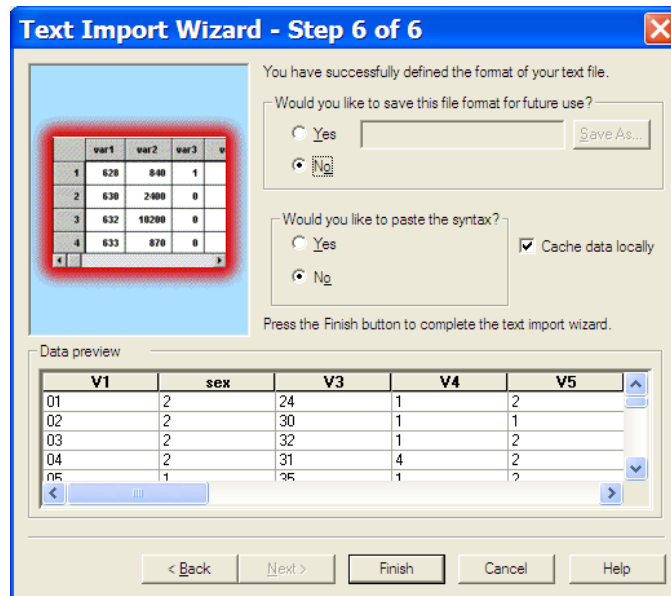 Text Import Wizard - Step 6 of 6
You have successfully defined the format of your text file.
Would you like to save this file format for future use?
Yes
Save As...
No
var1 var2 var3 v
1 628 840 1
2 630 2400 0
3 632 10200 0
4 633 870 0
Would you like to paste the syntax?
Yes
No
Cache data locally
Press the Finish button to complete the text import wizard.
Data preview
V1 sex V3 V4 V5
01 2 24 1 2
02 2 30 1 1
03 2 32 1 2
04 2 31 4 2
05 1 35 1 2
< Back Next > Finish Cancel Help